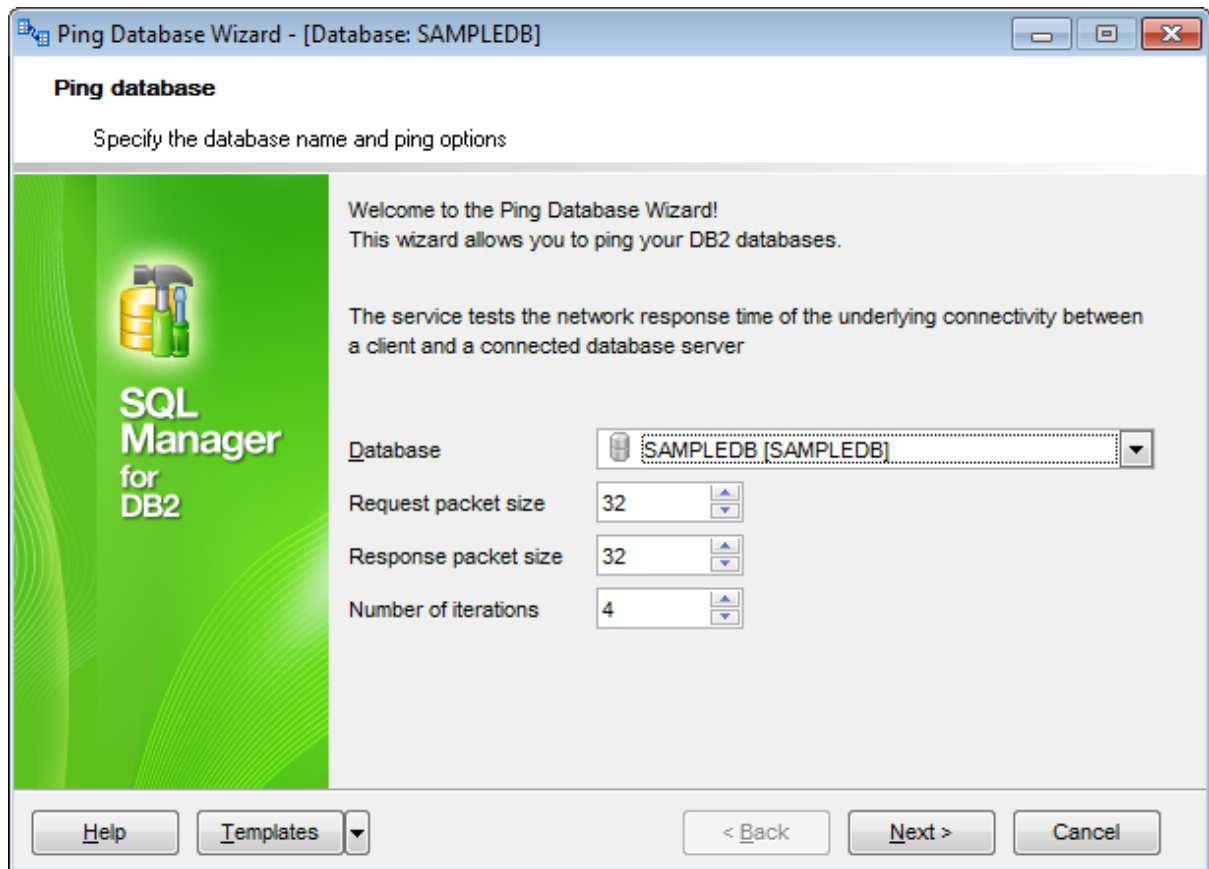 Ping Database Wizard - [Database: SAMPLEDB]
Ping database
Specify the database name and ping options
Welcome to the Ping Database Wizard!
This wizard allows you to ping your DB2 databases.
The service tests the network response time of the underlying connectivity between
a client and a connected database server
SQL
Manager
for
DB2
Database
SAMPLEDB [SAMPLEDB]
Request packet size
32
Response packet size
32
Number of iterations
4
Help
Templates
< Back
Next >
Cancel